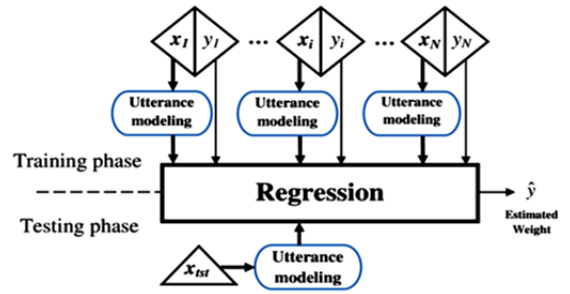 x1 y1 ... xi yi ... xN yN
Utterance modeling
Utterance modeling
Utterance modeling
Training phase
Regression
ŷ
Testing phase
Estimated
Weight
xtst
Utterance
modeling